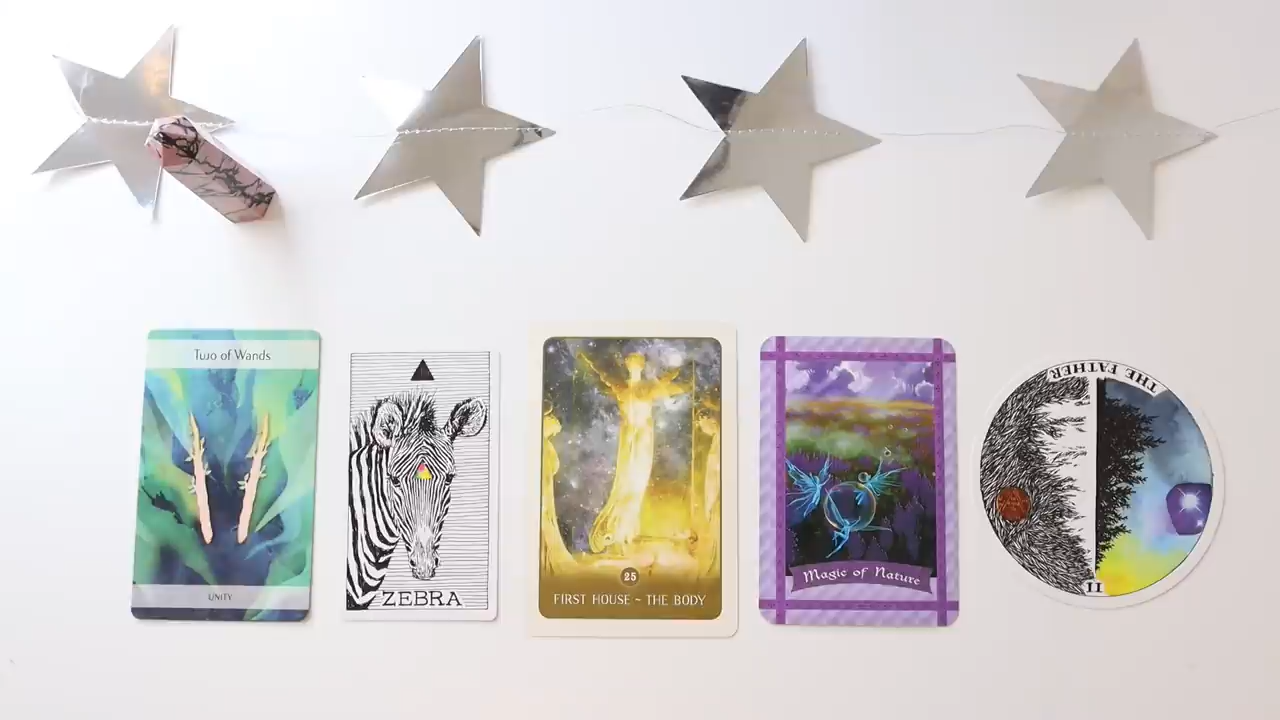 Two of Wands
UNITY
ZEBRA
25
FIRST HOUSE ~ THE BODY
Magic of Nature
THE FATHER
II